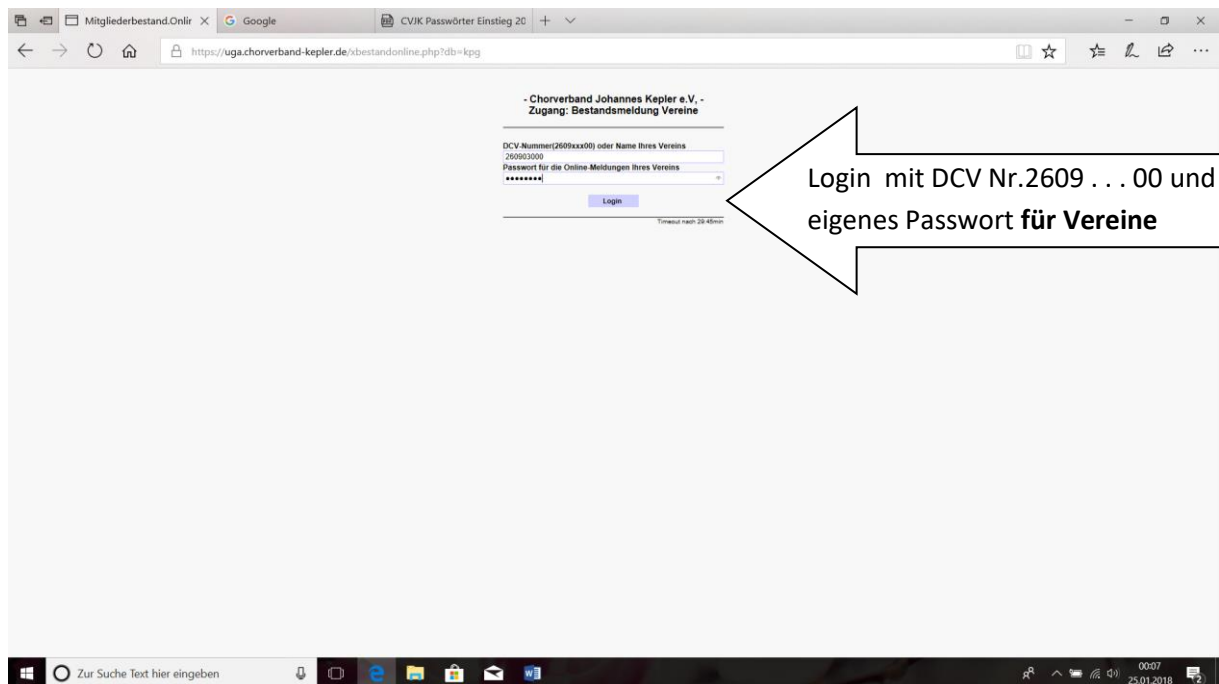 Mitgliederbestand.Onlir
Google
CVJK Passwörter Einstieg 20
https://uga.chorverband-kepler.de/xbestandonline.php?db=kpg
- Chorverband Johannes Kepler e.V, -
Zugang: Bestandsmeldung Vereine
DCV-Nummer(2609xxx00) oder Name Ihres Vereins
260903000
Passwort für die Online-Meldungen Ihres Vereins
••••••••
Login
Timeout nach 29:45min
Login mit DCV Nr.2609 . . . 00 und
eigenes Passwort für Vereine
Zur Suche Text hier eingeben
00:07
25.01.2018